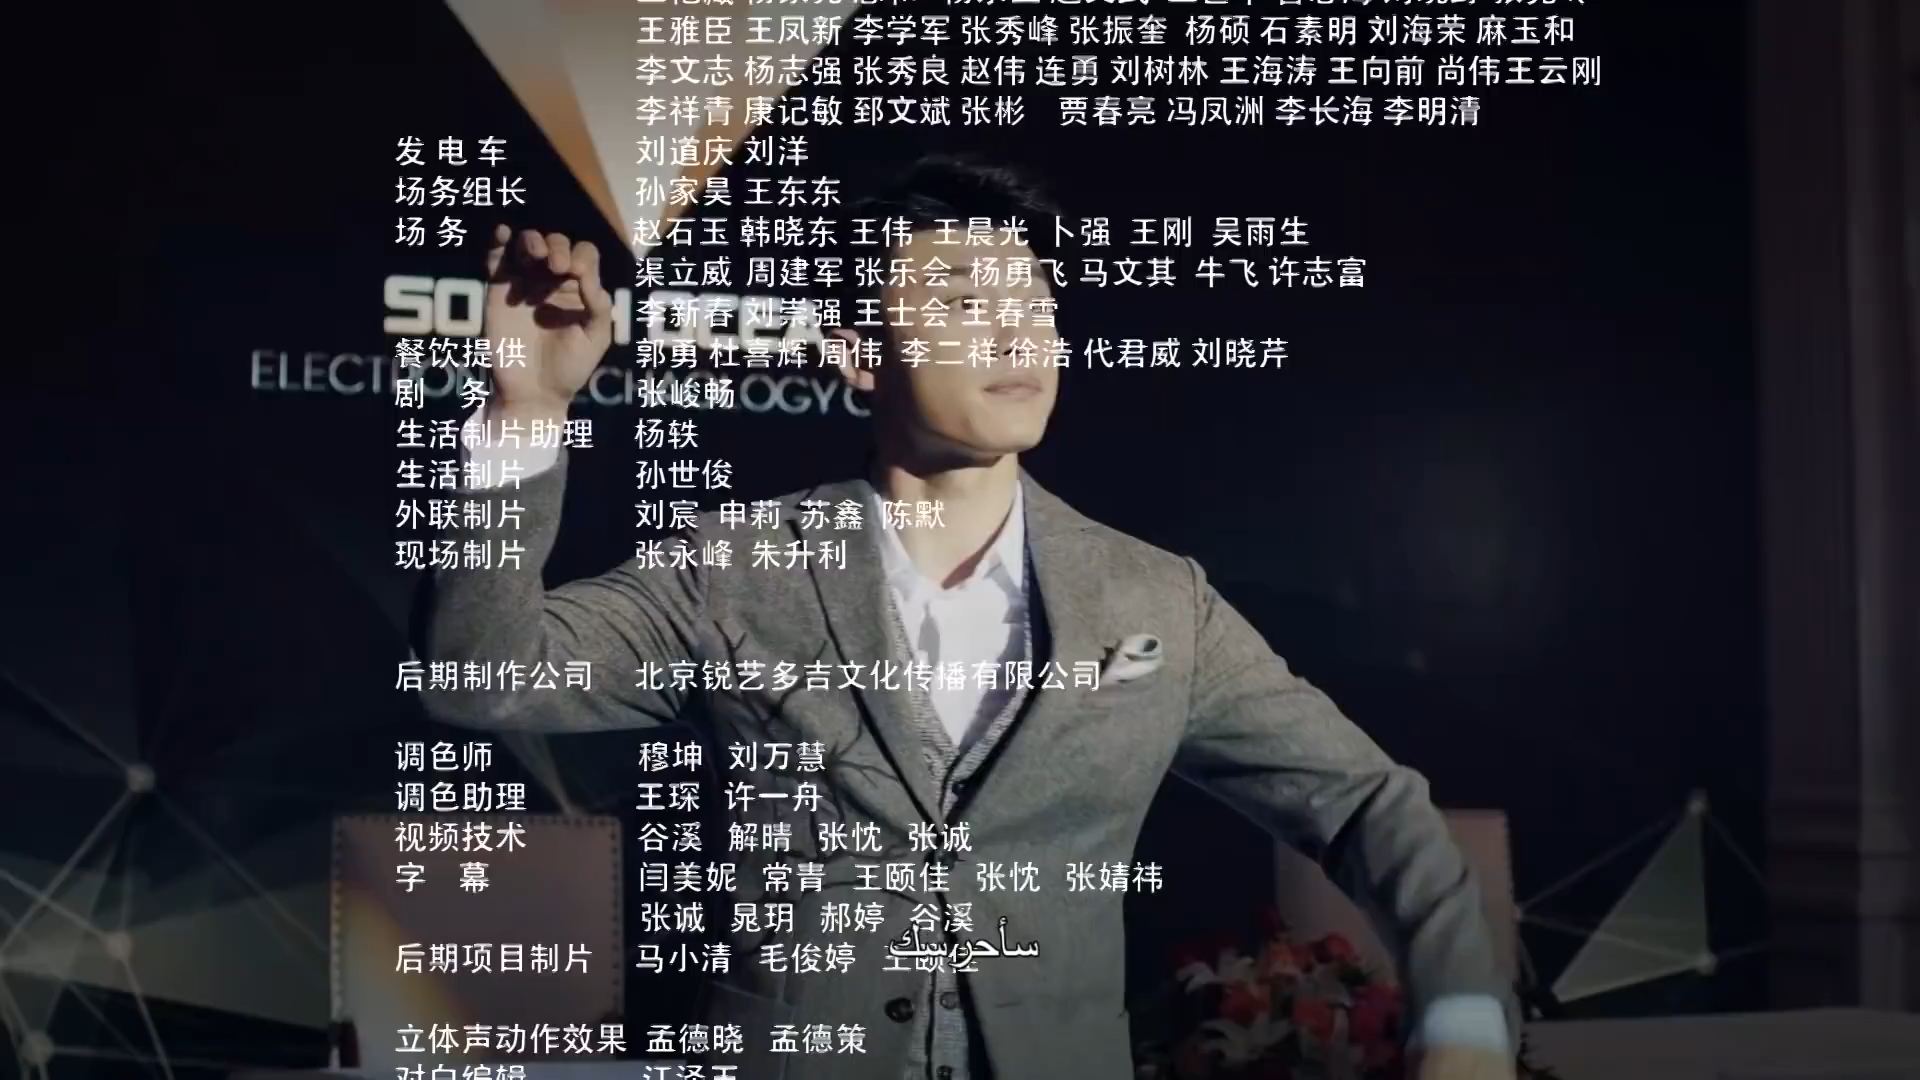 王雅臣 王凤新 李学军 张秀峰 张振奎 杨硕 石素明 刘海荣 麻玉和
李文志 杨志强 张秀良 赵伟 连勇 刘树林 王海涛 王向前 尚伟王云刚
李祥青 康记敏 郅文斌 张彬 贾春亮 冯凤洲 李长海 李明清
发电车 刘道庆 刘洋
场务组长 孙家昊 王东东
场务 赵石玉 韩晓东 王伟 王晨光 卜强 王刚 吴雨生
渠立威 周建军 张乐会 杨勇飞 马文其 牛飞 许志富
李新春 刘崇强 王士会 王春雪
餐饮提供 郭勇 杜喜辉 周伟 李二祥 徐浩 代君威 刘晓芹
剧务 张峻畅
生活制片助理 杨轶
生活制片 孙世俊
外联制片 刘宸 申莉 苏鑫 陈默
现场制片 张永峰 朱升利
后期制作公司 北京锐艺多吉文化传播有限公司
调色师 穆坤 刘万慧
调色助理 王琛 许一舟
视频技术 谷溪 解晴 张忱 张诚
字幕 闫美妮 常青 王颐佳 张忱 张婧祎
张诚 晁玥 郝婷 谷溪
سأحرسك
后期项目制片 马小清 毛俊婷 王颐佳
立体声动作效果 孟德晓 孟德策